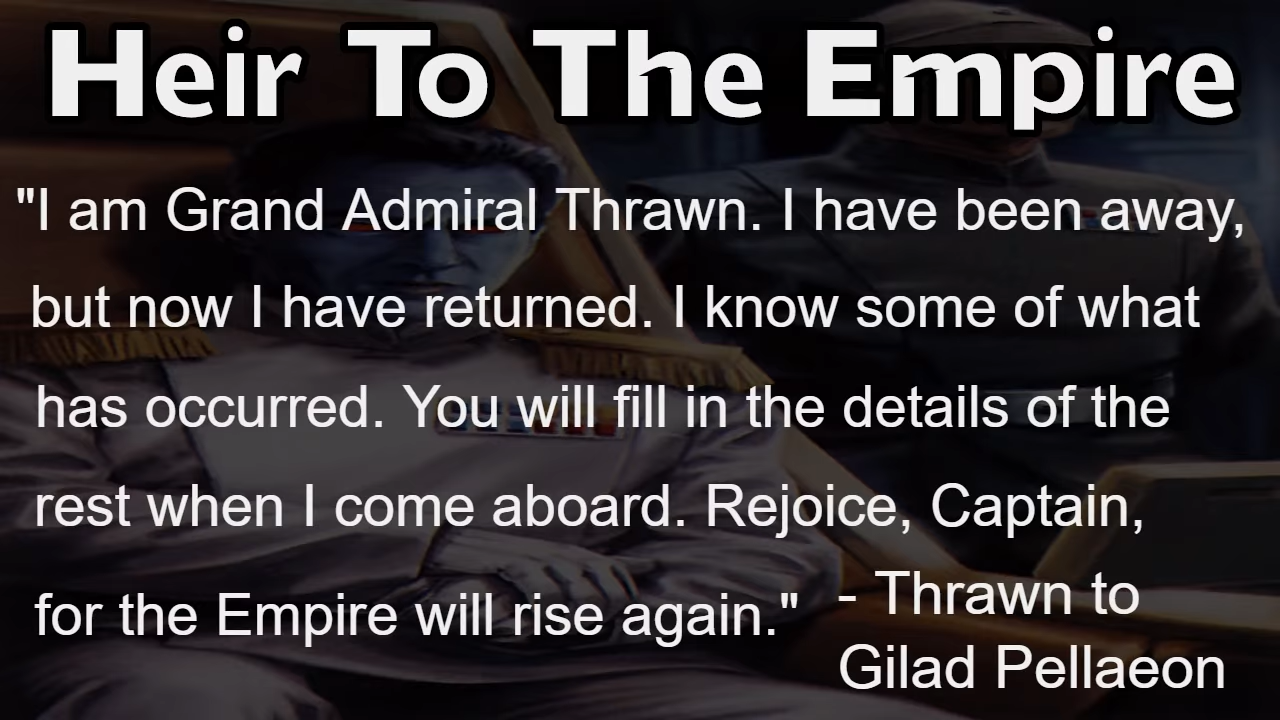 Heir To The Empire
"I am Grand Admiral Thrawn. I have been away,
but now I have returned. I know some of what
has occurred. You will fill in the details of the
rest when I come aboard. Rejoice, Captain,
for the Empire will rise again."
- Thrawn to
Gilad Pellaeon